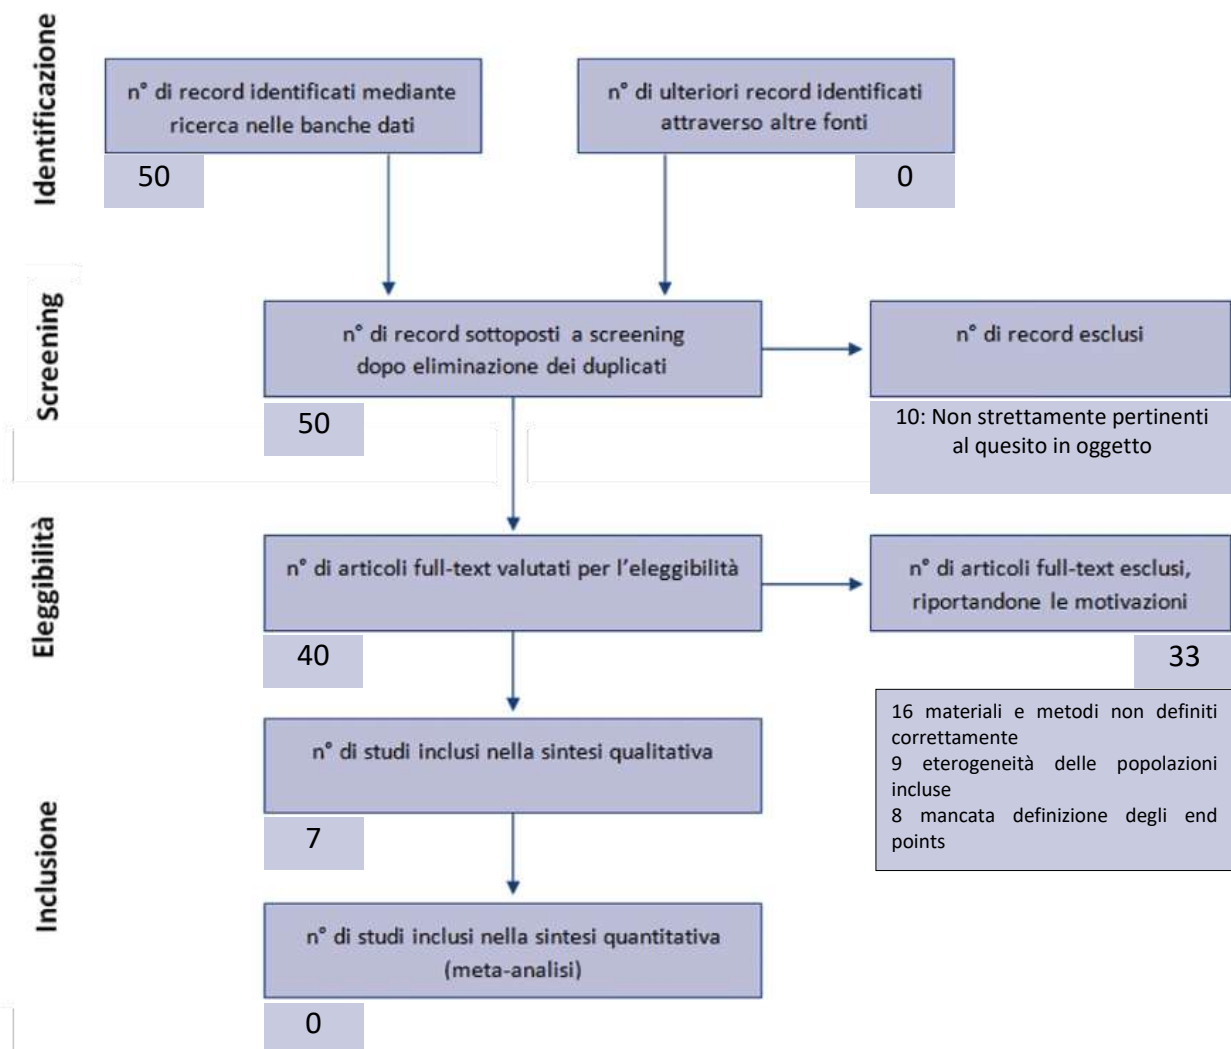 Identificazione
n° di record identificati mediante
ricerca nelle banche dati
50
n° di ulteriori record identificati
attraverso altre fonti
0
Screening
n° di record sottoposti a screening
dopo eliminazione dei duplicati
50
n° di record esclusi
10: Non strettamente pertinenti
al quesito in oggetto
Eleggibilità
n° di articoli full-text valutati per l'eleggibilità
40
n° di articoli full-text esclusi,
riportandone le motivazioni
33
16 materiali e metodi non definiti
correttamente
9 eterogeneità delle popolazioni
incluse
8 mancata definizione degli end
points
Inclusione
n° di studi inclusi nella sintesi qualitativa
7
n° di studi inclusi nella sintesi quantitativa
(meta-analisi)
0